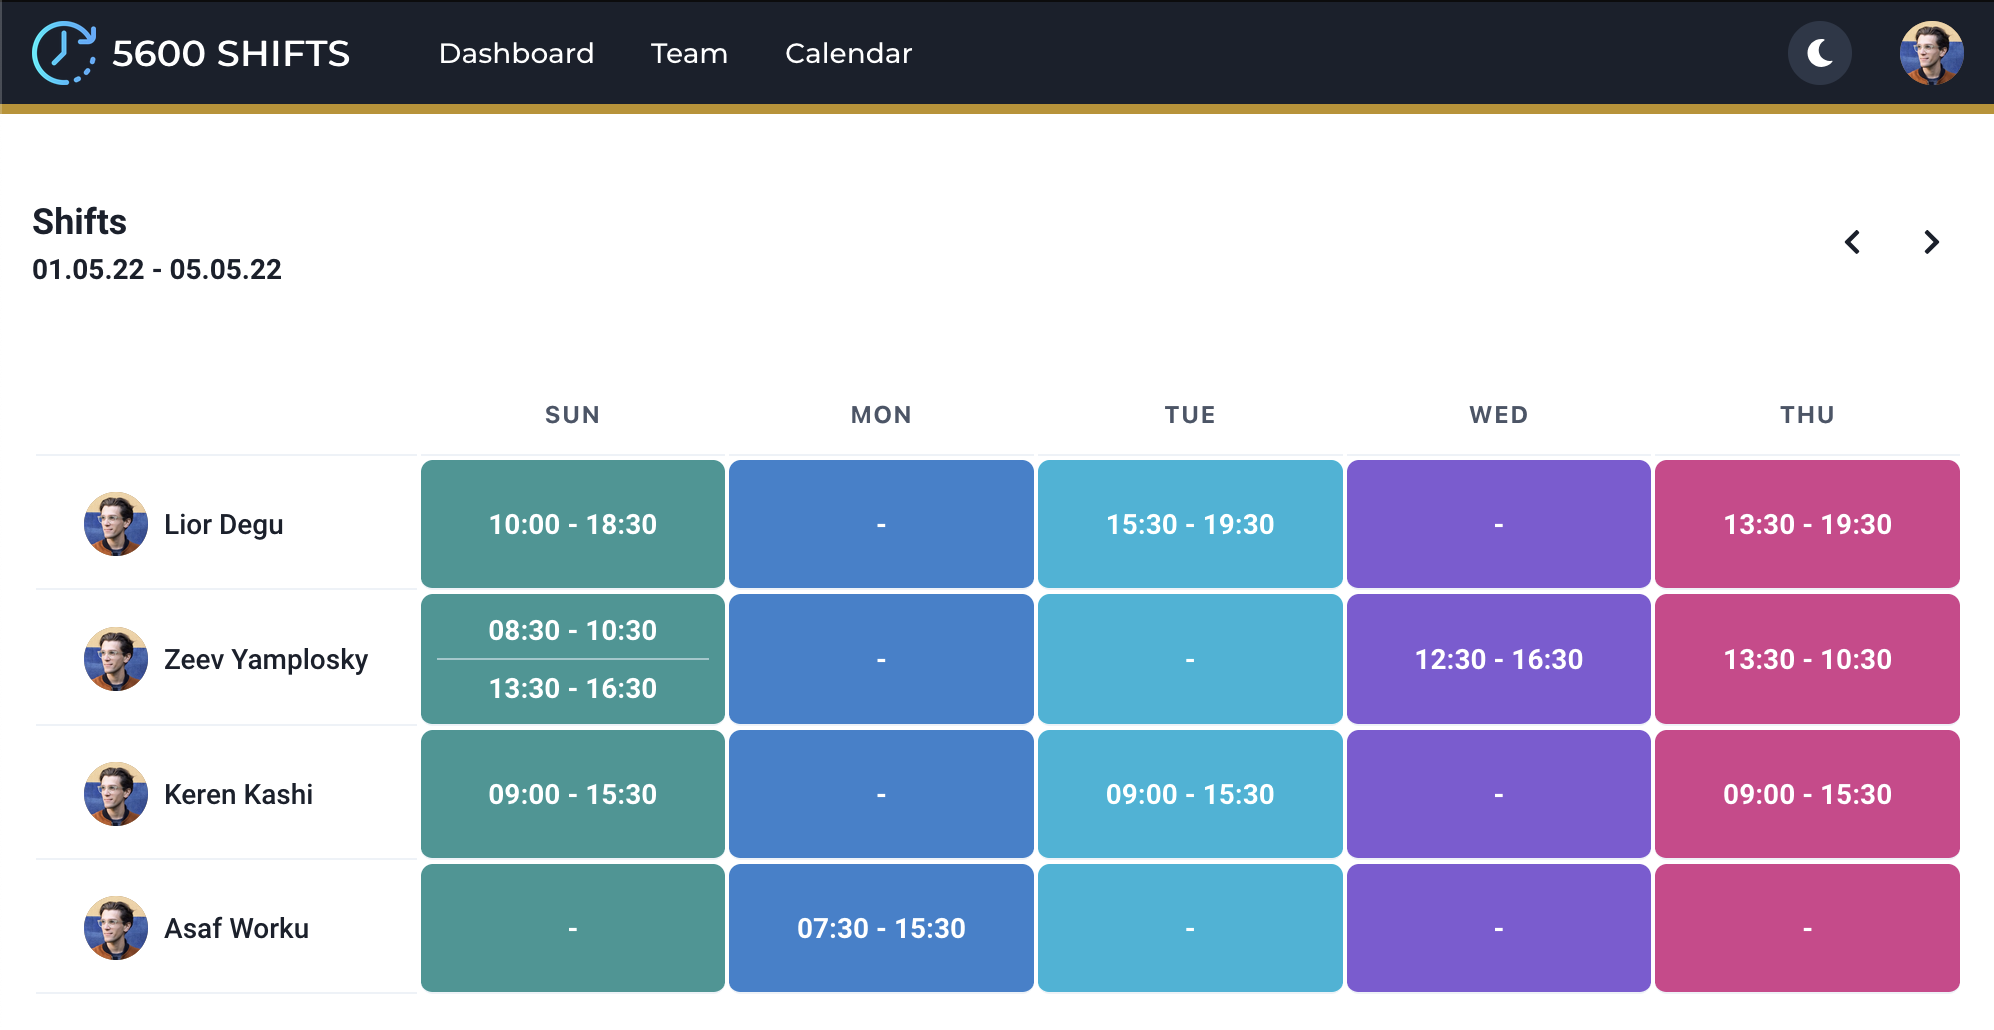 5600 SHIFTS Dashboard Team Calendar
Shifts
01.05.22 - 05.05.22
SUN MON TUE WED THU
Lior Degu 10:00 - 18:30 - 15:30 - 19:30 - 13:30 - 19:30
Zeev Yamplosky 08:30 - 10:30 - - 12:30 - 16:30 13:30 - 10:30
13:30 - 16:30
Keren Kashi 09:00 - 15:30 - 09:00 - 15:30 - 09:00 - 15:30
Asaf Worku - 07:30 - 15:30 - - -